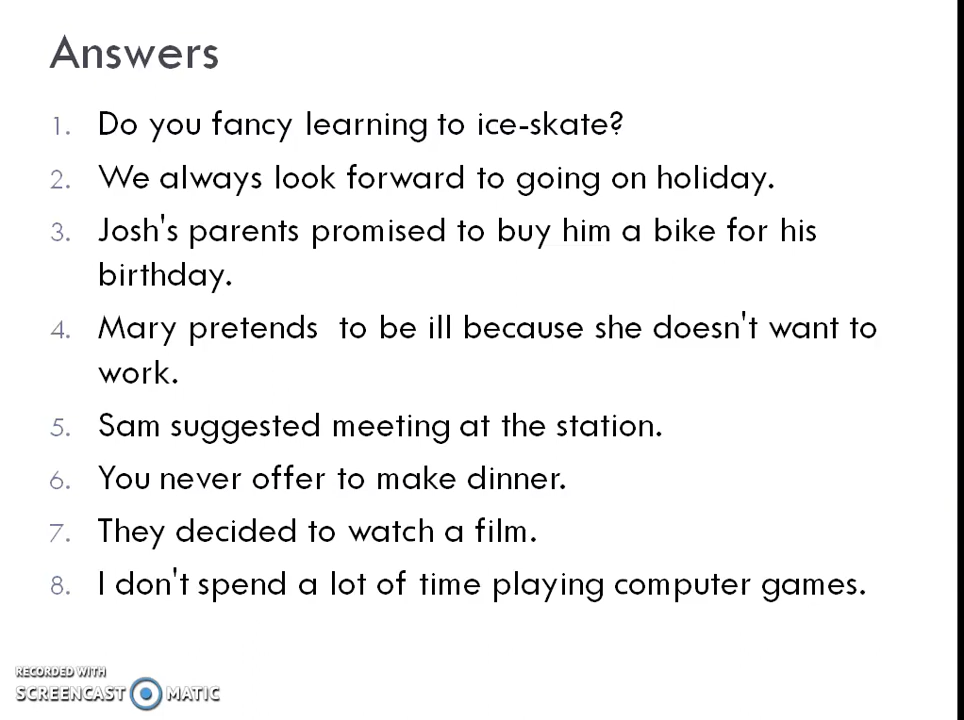 Answers
1. Do you fancy learning to ice-skate?
2. We always look forward to going on holiday.
3. Josh's parents promised to buy him a bike for his
birthday.
4. Mary pretends  to be ill because she doesn't want to
work.
5. Sam suggested meeting at the station.
6. You never offer to make dinner.
7. They decided to watch a film.
8. I don't spend a lot of time playing computer games.
RECORDED WITH
SCREENCAST MATIC